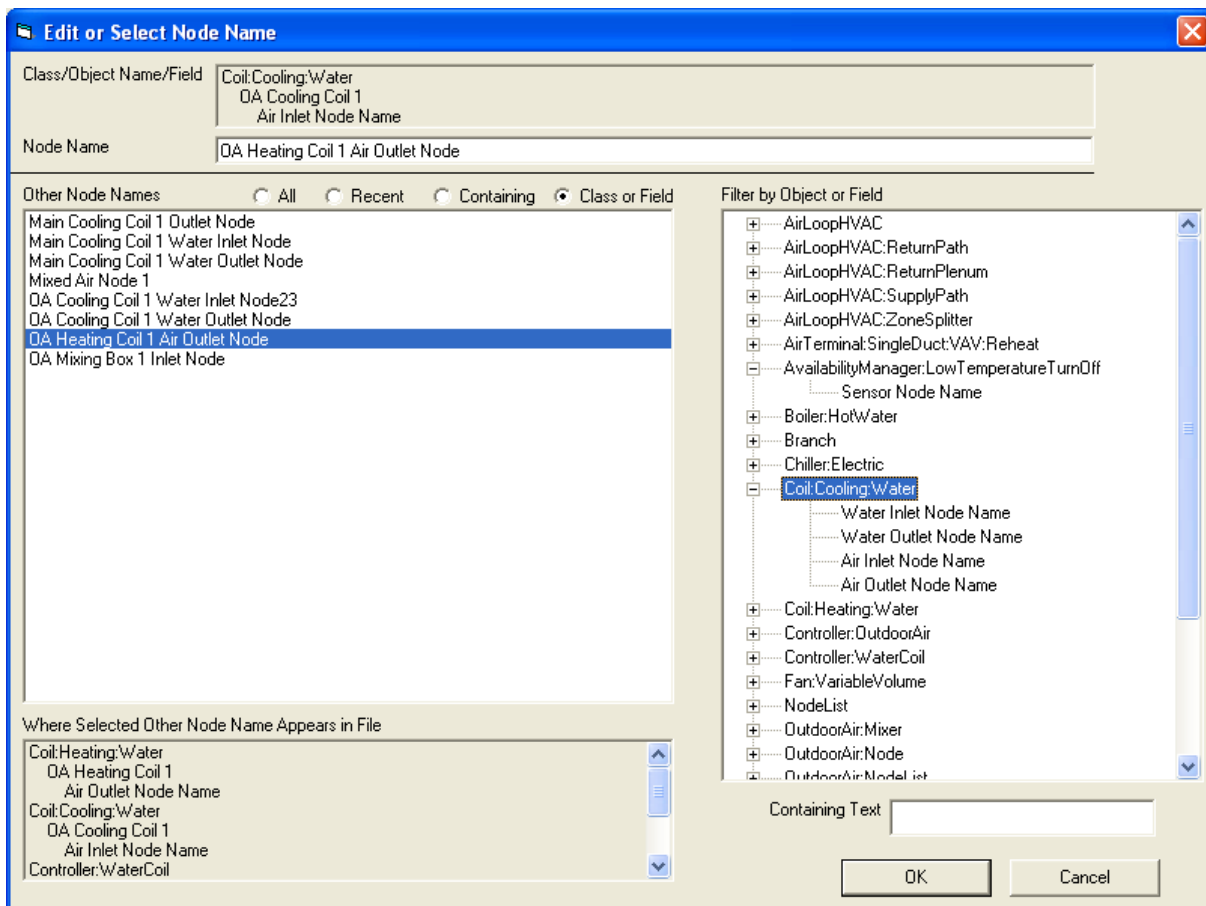 Edit or Select Node Name
Class/Object Name/Field
Coil:Cooling:Water
OA Cooling Coil 1
Air Inlet Node Name
Node Name
OA Heating Coil 1 Air Outlet Node
Other Node Names
All
Recent
Containing
Class or Field
Main Cooling Coil 1 Outlet Node
Main Cooling Coil 1 Water Inlet Node
Main Cooling Coil 1 Water Outlet Node
Mixed Air Node 1
OA Cooling Coil 1 Water Inlet Node23
OA Cooling Coil 1 Water Outlet Node
OA Heating Coil 1 Air Outlet Node
OA Mixing Box 1 Inlet Node
Where Selected Other Node Name Appears in File
Coil:Heating:Water
OA Heating Coil 1
Air Outlet Node Name
Coil:Cooling:Water
OA Cooling Coil 1
Air Inlet Node Name
Controller:WaterCoil
Filter by Object or Field
AirLoopHVAC
AirLoopHVAC:ReturnPath
AirLoopHVAC:ReturnPlenum
AirLoopHVAC:SupplyPath
AirLoopHVAC:ZoneSplitter
AirTerminal:SingleDuct:VAV:Reheat
AvailabilityManager:LowTemperatureTurnOff
Sensor Node Name
Boiler:HotWater
Branch
Chiller:Electric
Coil:Cooling:Water
Water Inlet Node Name
Water Outlet Node Name
Air Inlet Node Name
Air Outlet Node Name
Coil:Heating:Water
Controller:OutdoorAir
Controller:WaterCoil
Fan:VariableVolume
NodeList
OutdoorAir:Mixer
OutdoorAir:Node
OutdoorAir:NodeList
Containing Text
OK
Cancel